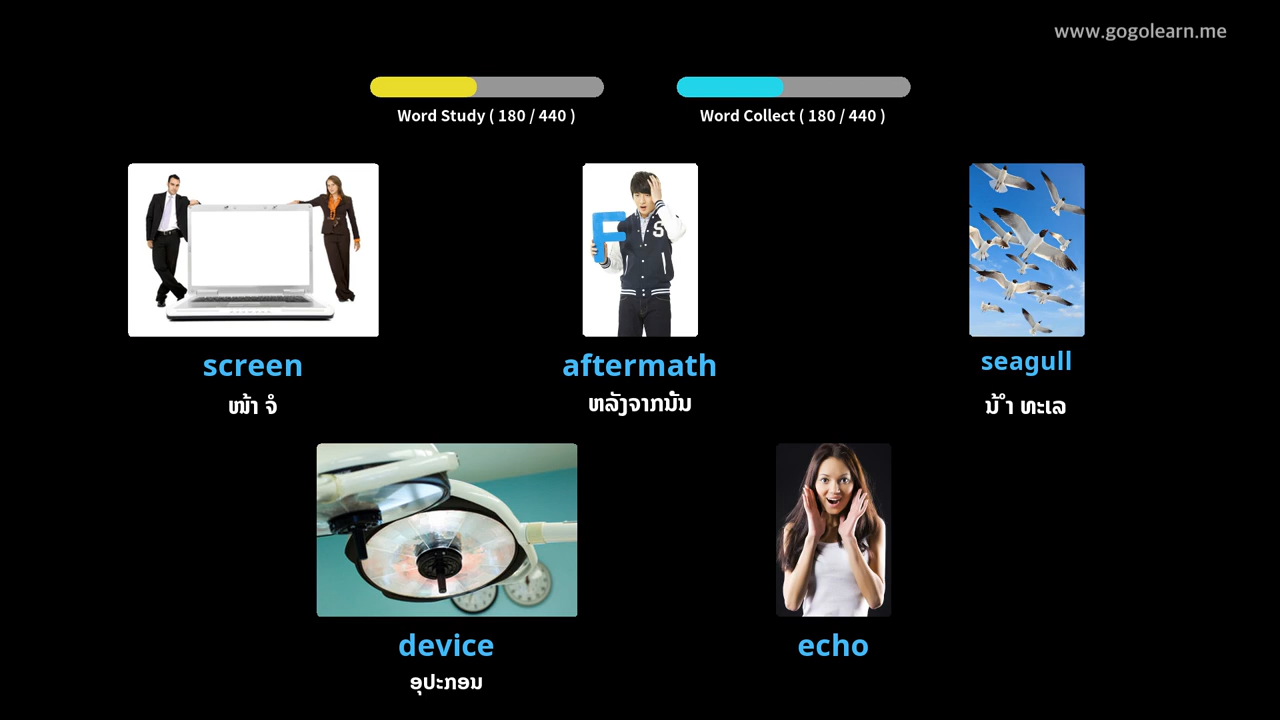 www.gogolearn.me
Word Study ( 180 / 440 )
Word Collect ( 180 / 440 )
F
S
screen
aftermath
seagull
ໜ້າ ຈໍ
ຫລັງຈາກນັ້ນ
ນ້ ຳ ທະເລ
device
echo
ອຸປະກອນ